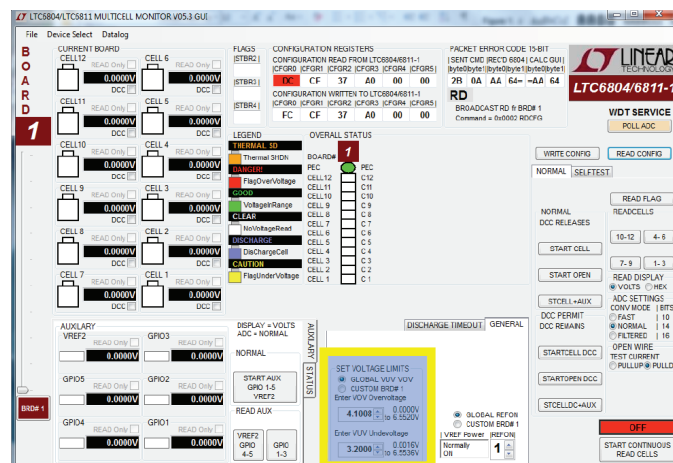 LTC5804/LTC5811 MULTICELL MONITOR V05.3 GUI
File Device Select Datalog
BOARD
1
BRD# 1
CURRENT BOARD
CELL12 READ Only
0.0000V
DCC
CELL 6 READ Only
0.0000V
DCC
CELL11 READ Only
0.0000V
DCC
CELL 5 READ Only
0.0000V
DCC
CELL10 READ Only
0.0000V
DCC
CELL 4 READ Only
0.0000V
DCC
CELL 9 READ Only
0.0000V
DCC
CELL 3 READ Only
0.0000V
DCC
CELL 8 READ Only
0.0000V
DCC
CELL 2 READ Only
0.0000V
DCC
CELL 7 READ Only
0.0000V
DCC
CELL 1 READ Only
0.0000V
DCC
FLAGS
|STBR2|
|STBR3|
|STBR4|
CONFIGURATION REGISTERS
CONFIGURATION READ FROM LTC6804/6811-1
|CFGR0 |CFGR1 |CFGR2 |CFGR3 |CFGR4 |CFGR5|
DC CF 37 A0 00 00
CONFIGURATION WRITTEN TO LTC6804/6811-1
|CFGR0 |CFGR1 |CFGR2 |CFGR3 |CFGR4 |CFGR5|
FC CF 37 A0 00 00
PACKET ERROR CODE 15-BIT
|SENT CMD |REC'D 6804 | CALC GUI|
|byte0|byte1|byte0|byte1|byte0|byte1|
2B 0A AA 64= =AA 64
RD
BROADCAST RD fr BRD# 1
Command = 0x0002 RDCFG
LEGEND
THERMAL SD
Thermal SHDN
DANGER!
FlagOverVoltage
GOOD
VoltageInRange
CLEAR
NoVoltageRead
DISCHARGE
DisChargeCell
CAUTION
FlagUnderVoltage
OVERALL STATUS
BOARD# 1
PEC PEC
CELL12 C12
CELL11 C11
CELL10 C10
CELL 9 C 9
CELL 8 C 8
CELL 7 C 7
CELL 6 C 6
CELL 5 C 5
CELL 4 C 4
CELL 3 C 3
CELL 2 C 2
CELL 1 C 1
LINEAR
TECHNOLOGY
LTC6804/6811-1
WDT SERVICE
POLL ADC
WRITE CONFIG
READ CONFIG
NORMAL SELFTEST
NORMAL
DCC RELEASES
START CELL
START OPEN
STCELL+AUX
DCC PERMIT
DCC REMAINS
STARTCELL DCC
STARTOPEN DCC
STCELLDC+AUX
READ FLAG
READCELLS
10-12 4- 6
7- 9 1- 3
READ DISPLAY
VOLTS HEX
ADC SETTINGS
CONV MODE | BITS
FAST | 10
NORMAL | 14
FILTERED | 16
OPEN WIRE
TEST CURRENT
PULLUP PULLD
OFF
START CONTINUOUS
READ CELLS
AUXLARY
VREF2 READ Only
0.0000V
GPIO3 READ Only
0.0000V
GPIO5 READ Only
0.0000V
GPIO2 READ Only
0.0000V
GPIO4 READ Only
0.0000V
GPIO1 READ Only
0.0000V
DISPLAY = VOLTS
ADC = NORMAL
NORMAL
START AUX
GPIO 1-5
VREF2
READ AUX
VREF2
GPIO
4-5
GPIO
1-3
AUXLARY
STATUS
DISCHARGE TIMEOUT GENERAL
SET VOLTAGE LIMITS
GLOBAL VUV VOV
CUSTOM BRD# 1
Enter VOV Overvoltage
4.1008 0.0000V
to 6.5520V
Enter VUV Undevoltage
3.2000 0.0016V
to 6.5536V
GLOBAL REFON
CUSTOM BRD# 1
| VREF Power |REFON|
Normally
ON
1